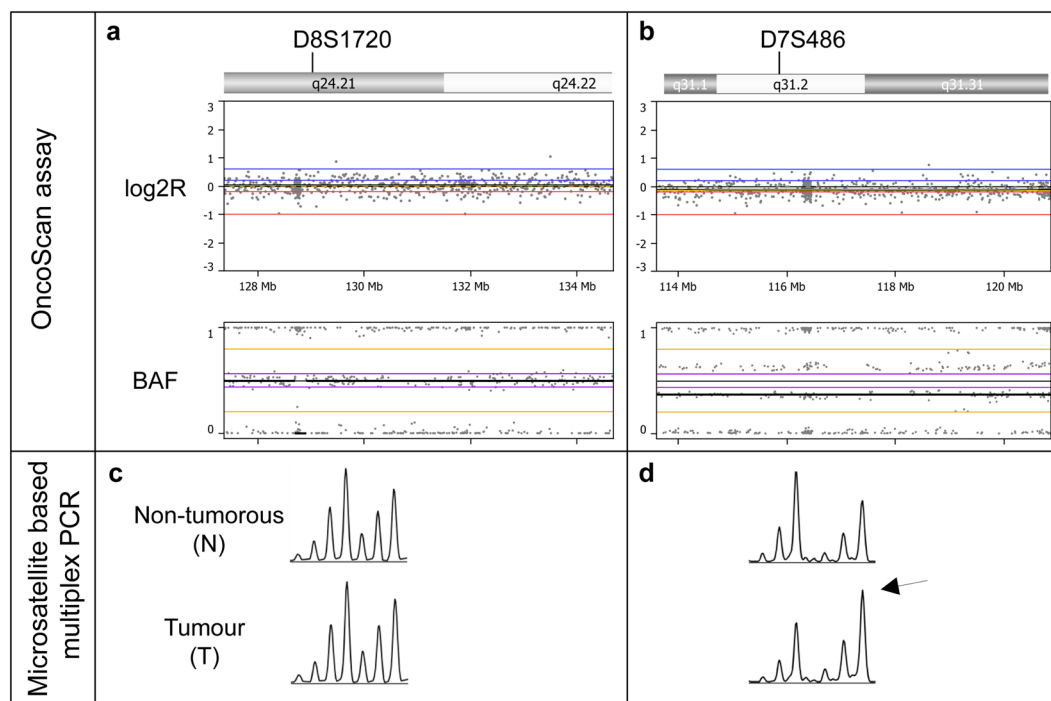 a
D8S1720
q24.21 q24.22
b
D7S486
q31.1 q31.2 q31.31
OncoScan assay
log2R
3
2
1
0
-1
-2
-3
128 Mb 130 Mb 132 Mb 134 Mb
3
2
1
0
-1
-2
-3
114 Mb 116 Mb 118 Mb 120 Mb
BAF
1
0
1
0
Microsatellite based
multiplex PCR
c
Non-tumorous
(N)
Tumour
(T)
d